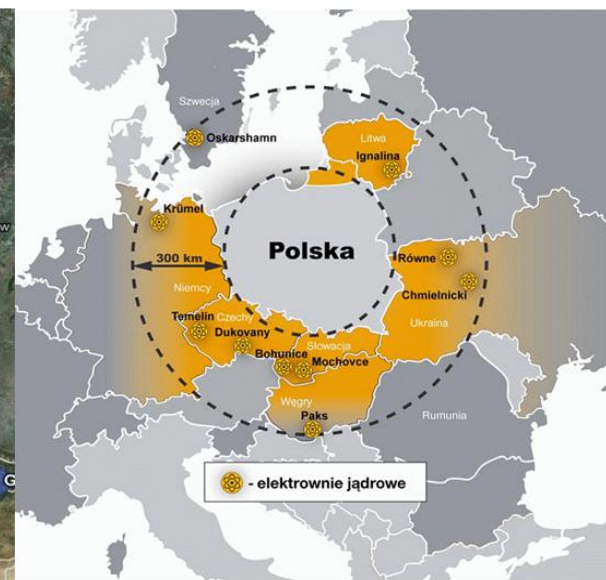 Szwecja
Oskarshamn
Litwa
Ignalina
Krümel
300 km
Polska
Równe
Niemcy
Chmielnicki
Temelin
Czechy
Dukovany
Ukraina
Słowacja
Bohunice
Mochovce
Węgry
Paks
Rumunia
- elektrownie jądrowe
w
G